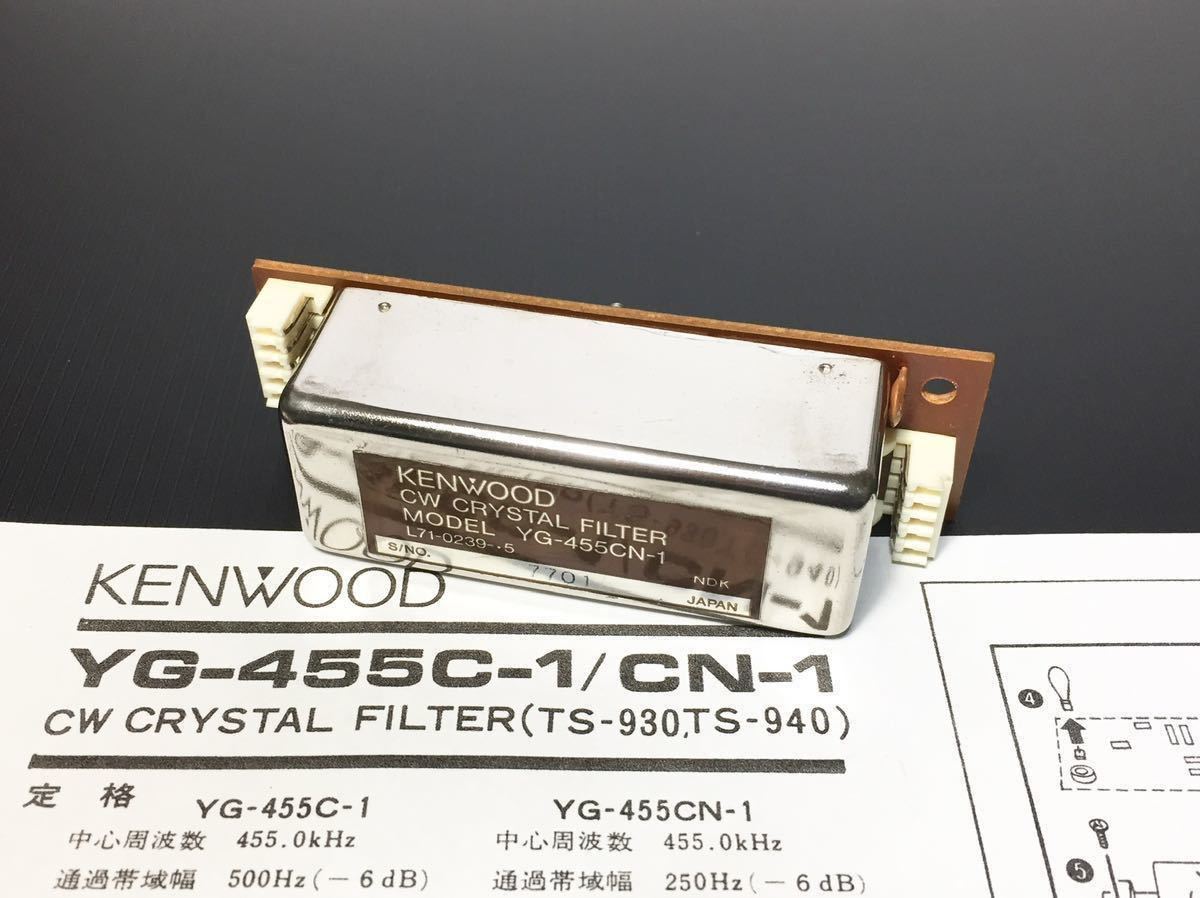 KENWOOD
CW CRYSTAL FILTER
MODEL YG-455CN-1
L71-0239-.5
S/NO. 7701 NDK
JAPAN
KENWOOD
YG-455C-1/CN-1
CW CRYSTAL FILTER(TS-930,TS-940)
定格 YG-455C-1 YG-455CN-1
中心周波数 455.0kHz 中心周波数 455.0kHz
通過帯域幅 500Hz(-6dB) 通過帯域幅 250Hz(-6dB)
4
5